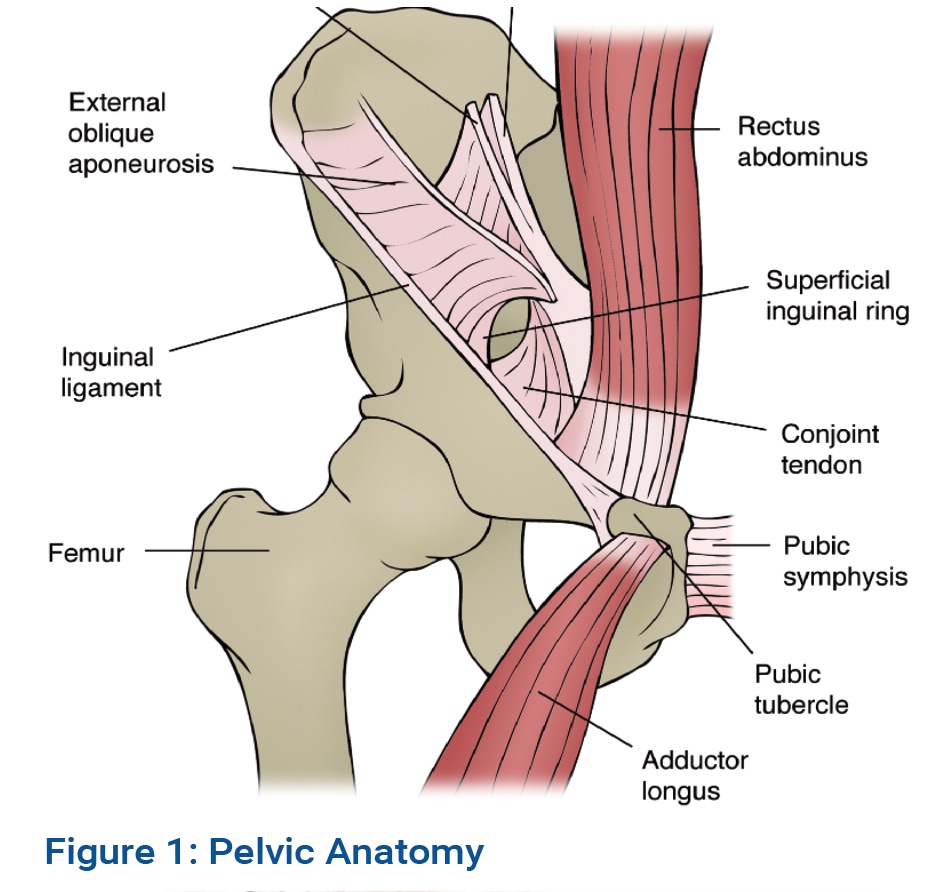 External
oblique
aponeurosis
Rectus
abdominus
Superficial
inguinal ring
Inguinal
ligament
Conjoint
tendon
Femur
Pubic
symphysis
Pubic
tubercle
Adductor
longus
Figure 1: Pelvic Anatomy